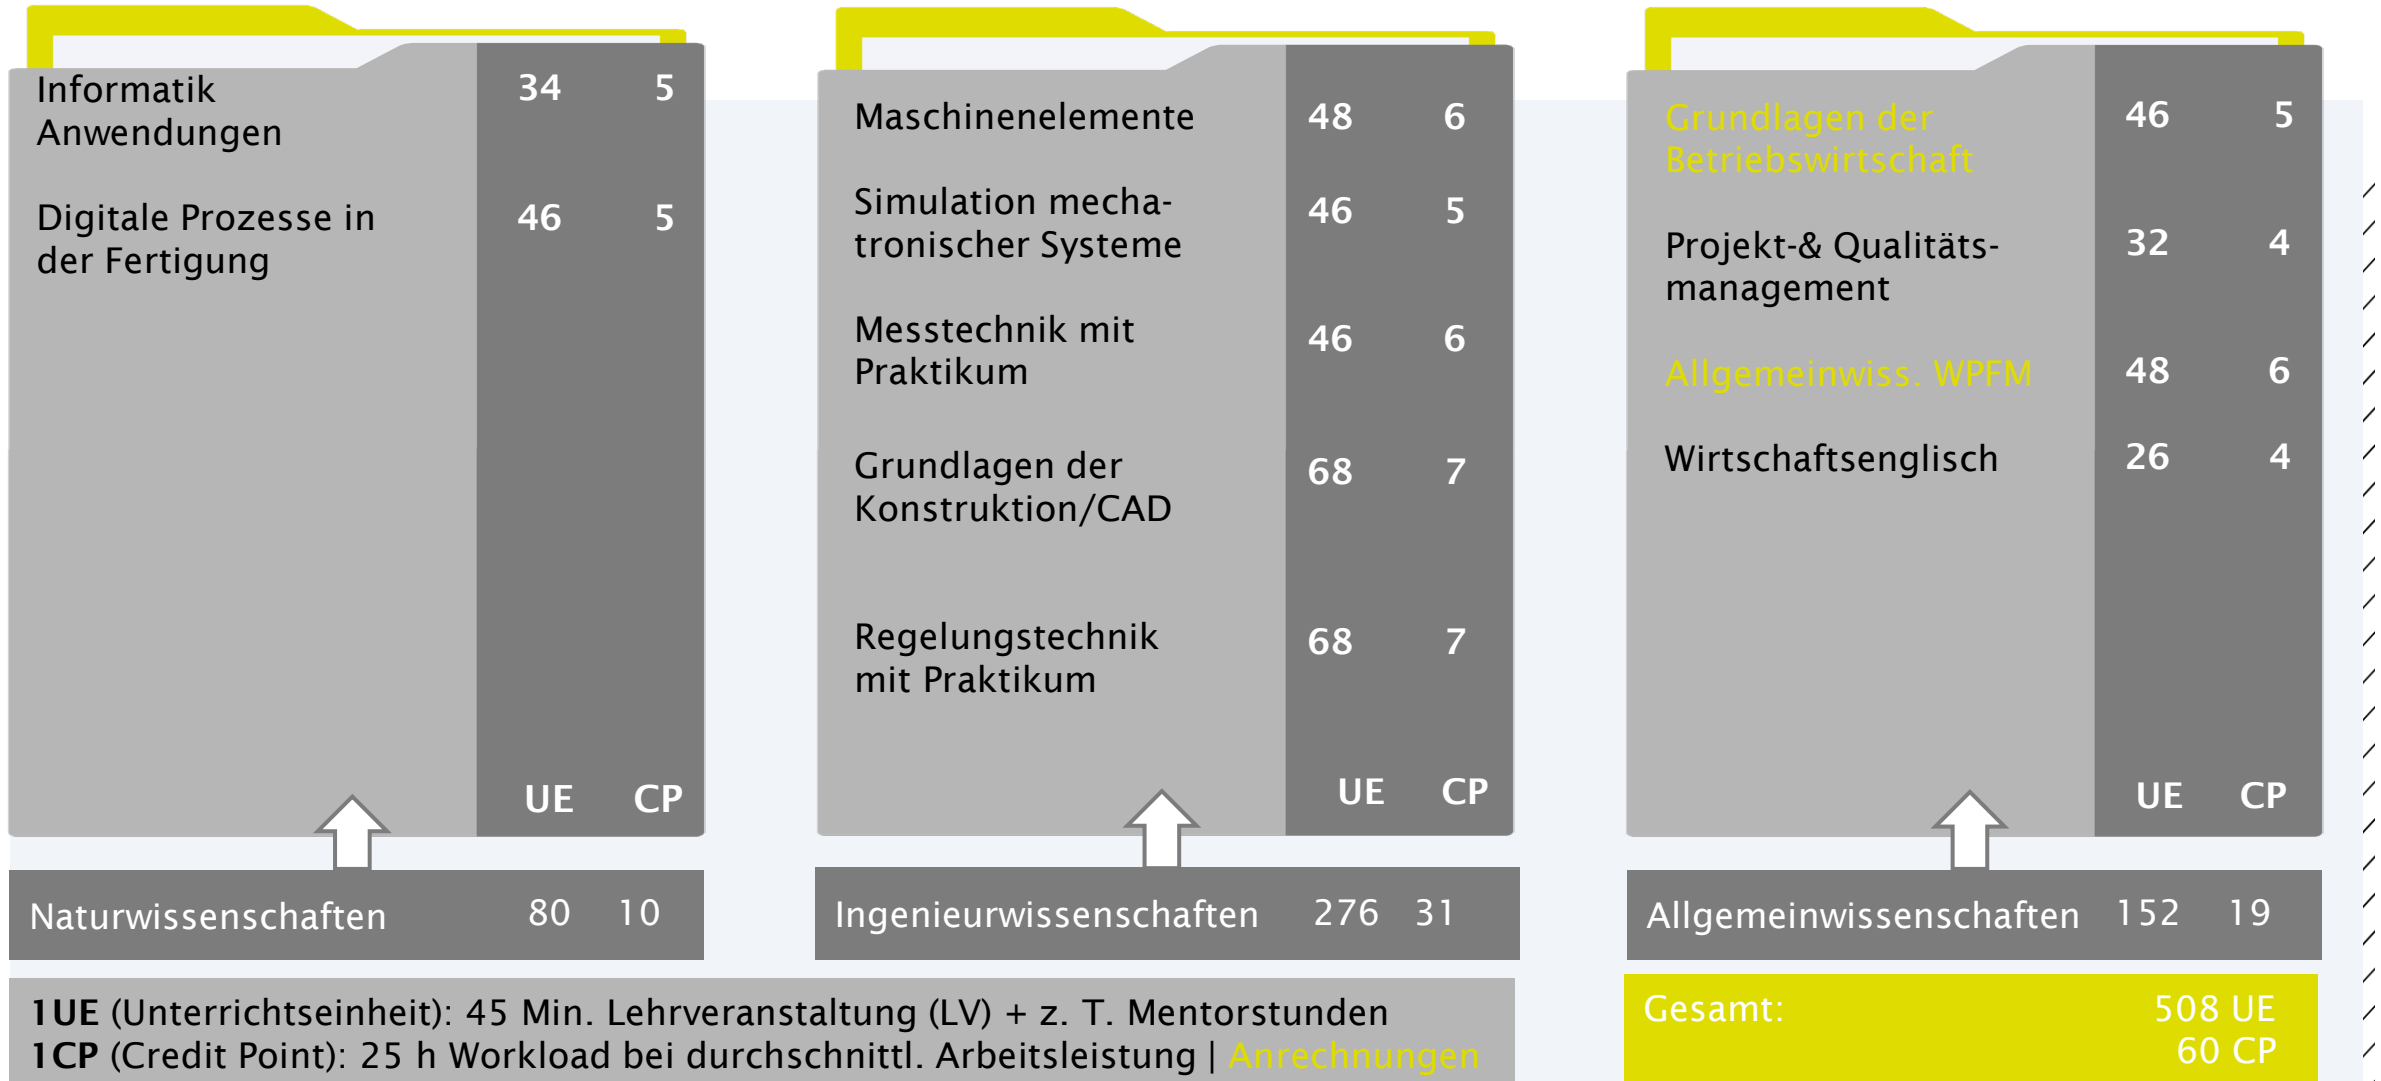 Informatik 34 5
Anwendungen
Digitale Prozesse in 46 5
der Fertigung
UE CP
Naturwissenschaften 80 10
Maschinenelemente 48 6
Simulation mecha- 46 5
tronischer Systeme
Messtechnik mit 46 6
Praktikum
Grundlagen der 68 7
Konstruktion/CAD
Regelungstechnik 68 7
mit Praktikum
UE CP
Ingenieurwissenschaften 276 31
Grundlagen der 46 5
Betriebswirtschaft
Projekt-& Qualitäts- 32 4
management
Allgemeinwiss. WPFM 48 6
Wirtschaftsenglisch 26 4
UE CP
Allgemeinwissenschaften 152 19
1UE (Unterrichtseinheit): 45 Min. Lehrveranstaltung (LV) + z. T. Mentorstunden
1CP (Credit Point): 25 h Workload bei durchschnittl. Arbeitsleistung | Anrechnungen
Gesamt: 508 UE
60 CP